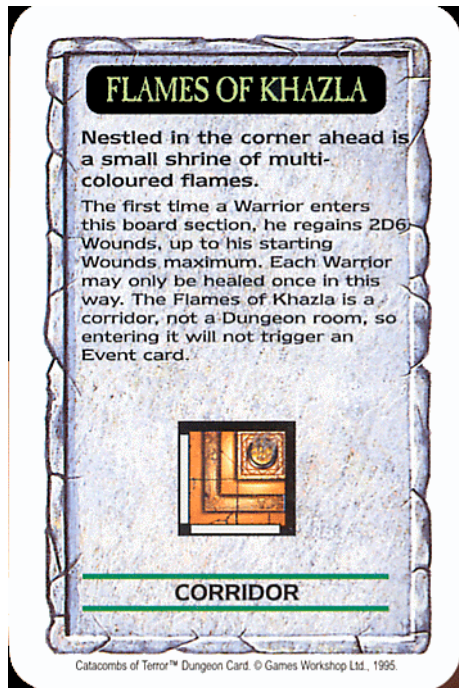 FLAMES OF KHAZLA
Nestled in the corner ahead is
a small shrine of multi-
coloured flames.
The first time a Warrior enters
this board section, he regains 2D6
Wounds, up to his starting
Wounds maximum. Each Warrior
may only be healed once in this
way. The Flames of Khazla is a
corridor, not a Dungeon room, so
entering it will not trigger an
Event card.
CORRIDOR
Catacombs of Terror™ Dungeon Card. © Games Workshop Ltd., 1995.